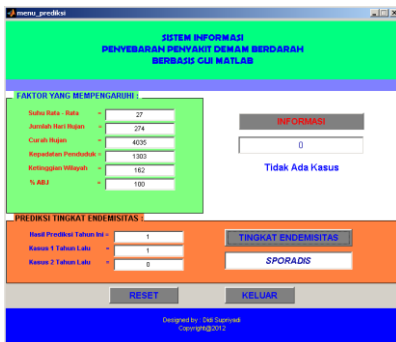 menu_prediksi
SISTEM INFORMASI
PENYEBARAN PENYAKIT DEMAM BERDARAH
BERBASIS GUI MATLAB
FAKTOR YANG MEMPENGARUHI :
Suhu Rata - Rata = 27
Jumlah Hari Hujan = 274
Curah Hujan = 4035
Kepadatan Penduduk = 1303
Ketinggian Wilayah = 162
% ABJ = 100
INFORMASI
0
Tidak Ada Kasus
PREDIKSI TINGKAT ENDEMISITAS :
Hasil Prediksi Tahun Ini = 1
Kasus 1 Tahun Lalu = 1
Kasus 2 Tahun Lalu = 0
TINGKAT ENDEMISITAS
SPORADIS
RESET
KELUAR
Designed by : Didi Supriyadi
Copyright@2012